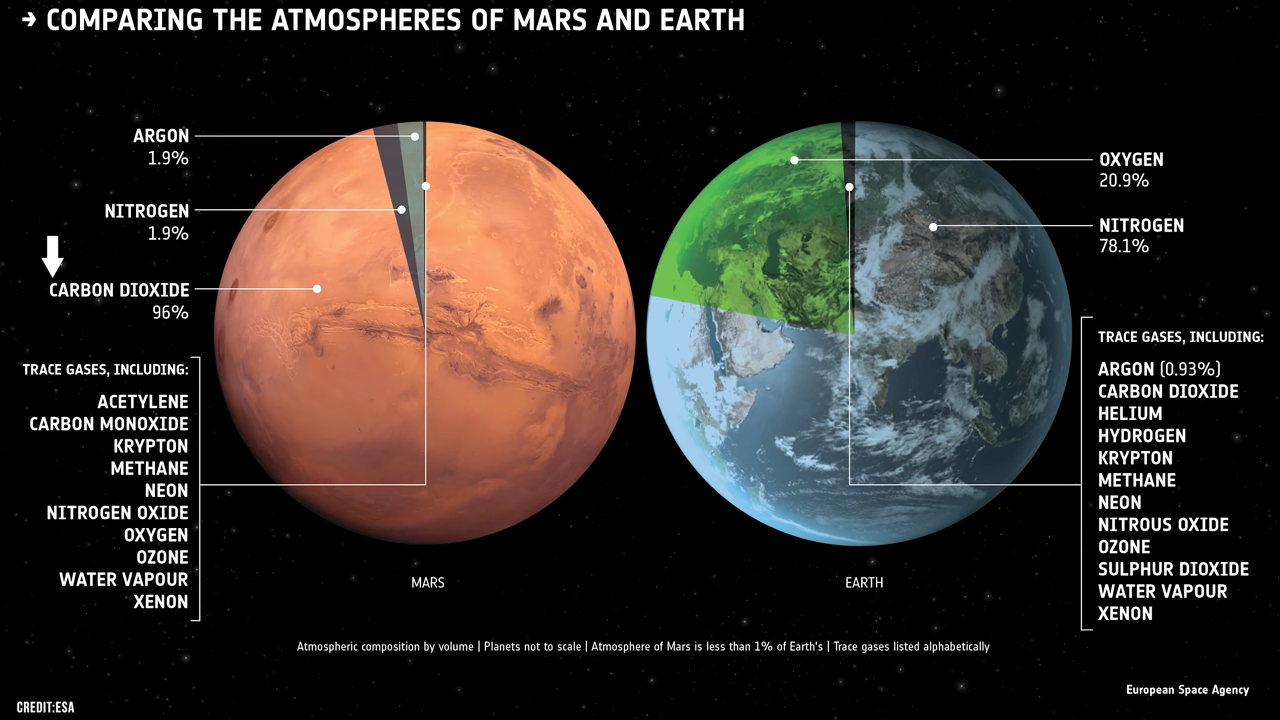 → COMPARING THE ATMOSPHERES OF MARS AND EARTH
ARGON
1.9%
NITROGEN
1.9%
CARBON DIOXIDE
96%
TRACE GASES, INCLUDING:
ACETYLENE
CARBON MONOXIDE
KRYPTON
METHANE
NEON
NITROGEN OXIDE
OXYGEN
OZONE
WATER VAPOUR
XENON
MARS
OXYGEN
20.9%
NITROGEN
78.1%
TRACE GASES, INCLUDING:
ARGON (0.93%)
CARBON DIOXIDE
HELIUM
HYDROGEN
KRYPTON
METHANE
NEON
NITROUS OXIDE
OZONE
SULPHUR DIOXIDE
WATER VAPOUR
XENON
EARTH
Atmospheric composition by volume | Planets not to scale | Atmosphere of Mars is less than 1% of Earth's | Trace gases listed alphabetically
European Space Agency
CREDIT:ESA